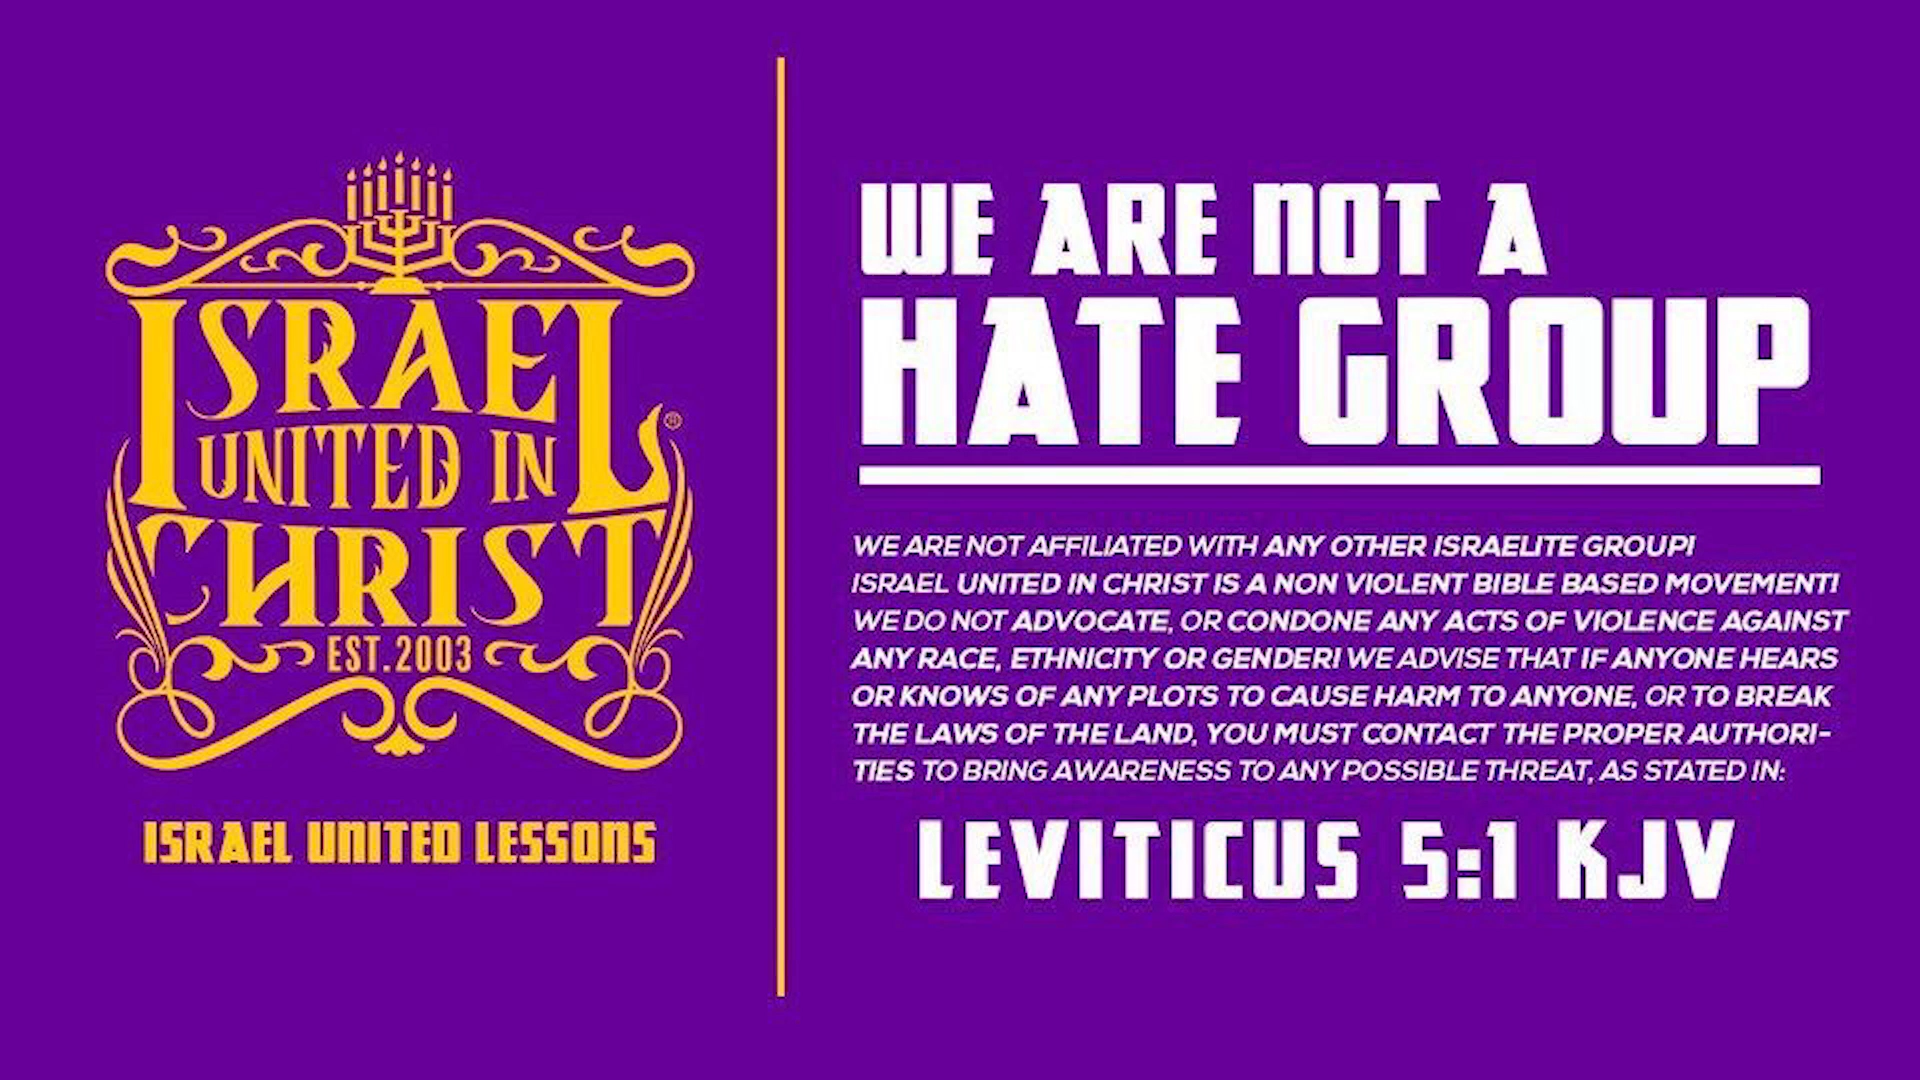 ISRAEL
UNITED IN
CHRIST®
EST.2003
ISRAEL UNITED LESSONS
WE ARE NOT A
HATE GROUP
WE ARE NOT AFFILIATED WITH ANY OTHER ISRAELITE GROUP!
ISRAEL UNITED IN CHRIST IS A NON VIOLENT BIBLE BASED MOVEMENT!
WE DO NOT ADVOCATE, OR CONDONE ANY ACTS OF VIOLENCE AGAINST
ANY RACE, ETHNICITY OR GENDER! WE ADVISE THAT IF ANYONE HEARS
OR KNOWS OF ANY PLOTS TO CAUSE HARM TO ANYONE, OR TO BREAK
THE LAWS OF THE LAND, YOU MUST CONTACT THE PROPER AUTHORI-
TIES TO BRING AWARENESS TO ANY POSSIBLE THREAT, AS STATED IN:
LEVITICUS 5:1 KJV